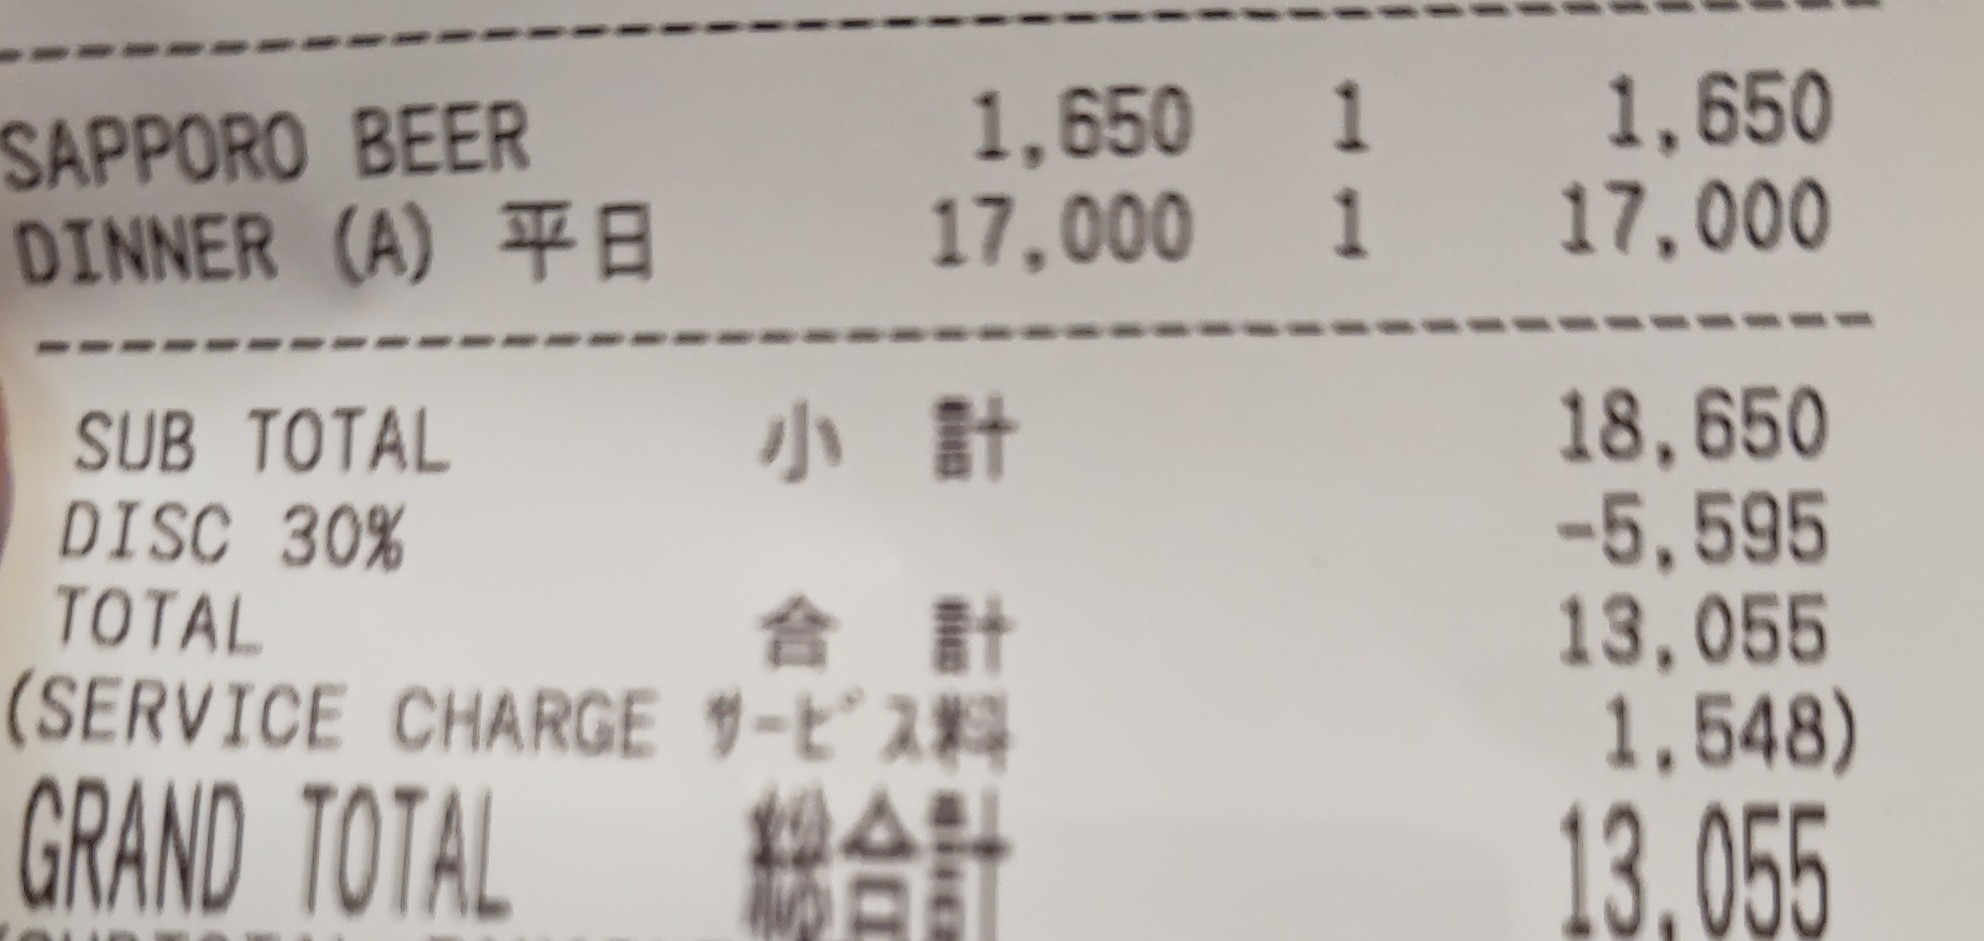 SAPPORO BEER 1,650 1 1,650
DINNER (A) 平日 17,000 1 17,000
SUB TOTAL 小 計 18,650
DISC 30% -5,595
TOTAL 合 計 13,055
(SERVICE CHARGE ｻｰﾋﾞｽ料 1,548)
GRAND TOTAL 総合計 13,055